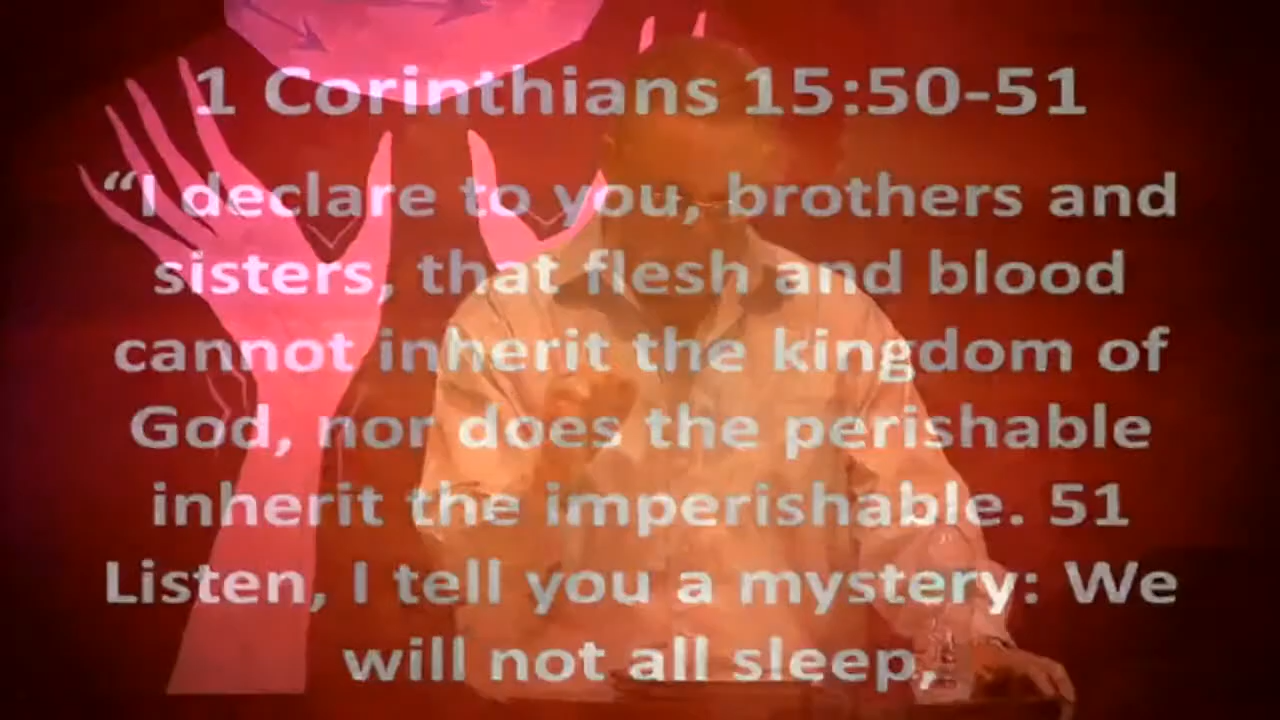 1 Corinthians 15:50-51
“I declare to you, brothers and
sisters, that flesh and blood
cannot inherit the kingdom of
God, nor does the perishable
inherit the imperishable. 51
Listen, I tell you a mystery: We
will not all sleep,